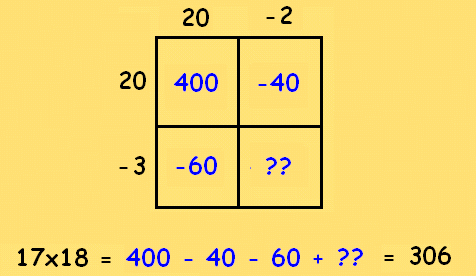 20 -2
20 400 -40
-3 -60 ??
17x18 = 400 - 40 - 60 + ?? = 306